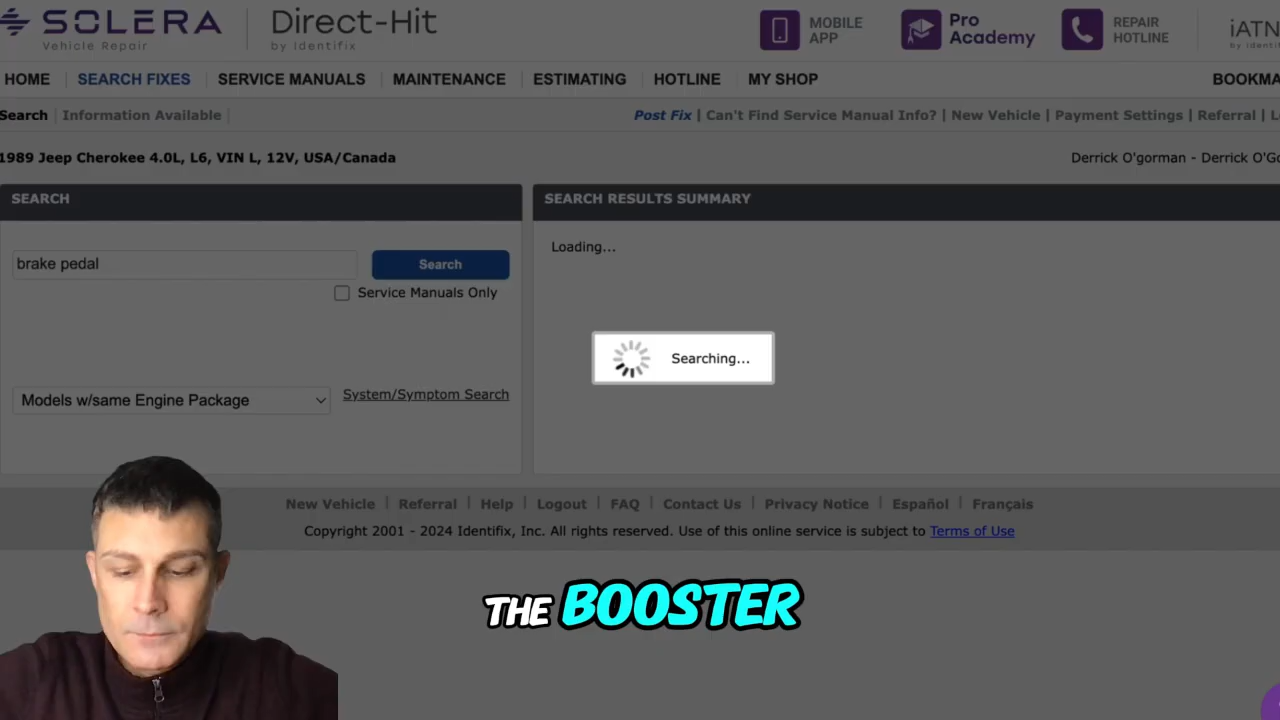 SOLERA
Vehicle Repair
Direct-Hit
by Identifix
MOBILE
APP
Pro
Academy
REPAIR
HOTLINE
iATN
by Identi
HOME
SEARCH FIXES
SERVICE MANUALS
MAINTENANCE
ESTIMATING
HOTLINE
MY SHOP
BOOKMA
Search | Information Available |
Post Fix | Can't Find Service Manual Info? | New Vehicle | Payment Settings | Referral | L
1989 Jeep Cherokee 4.0L, L6, VIN L, 12V, USA/Canada
Derrick O'gorman - Derrick O'Go
SEARCH
SEARCH RESULTS SUMMARY
brake pedal
Search
Service Manuals Only
Loading...
Searching...
Models w/same Engine Package
System/Symptom Search
New Vehicle | Referral | Help | Logout | FAQ | Contact Us | Privacy Notice | Español | Français
Copyright 2001 - 2024 Identifix, Inc. All rights reserved. Use of this online service is subject to Terms of Use
THE BOOSTER